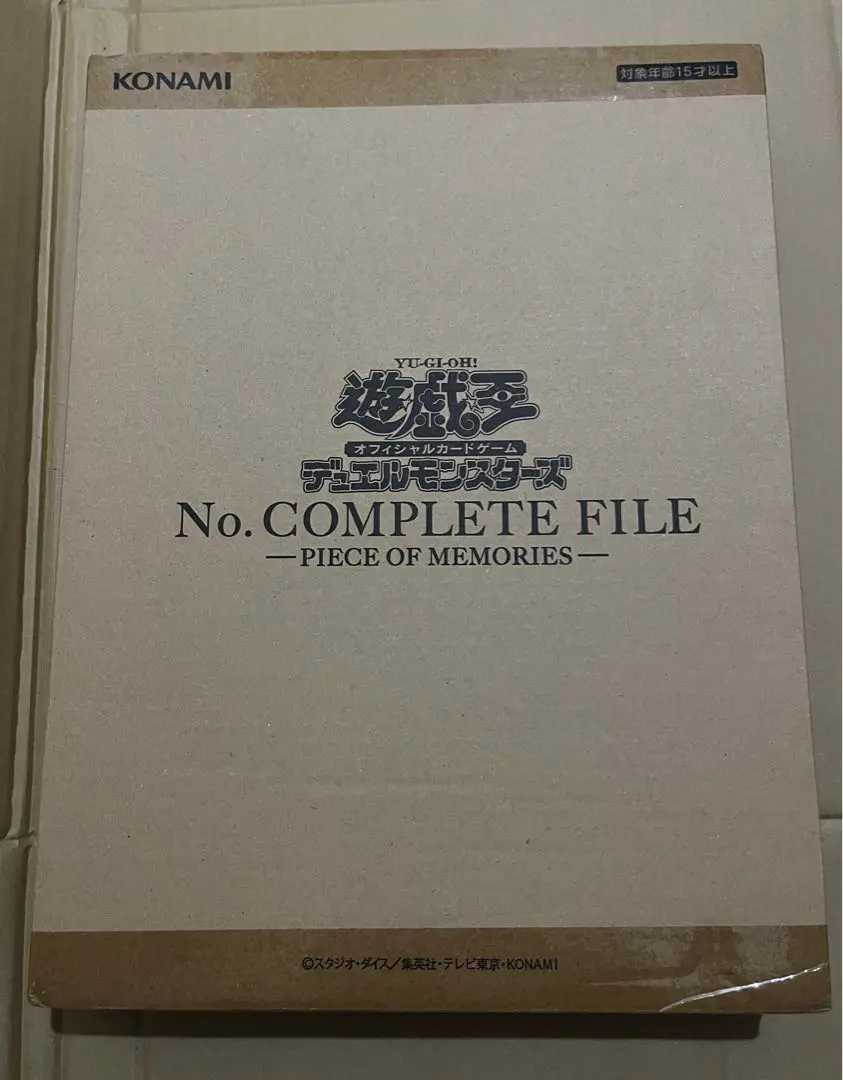 KONAMI
対象年齢15才以上
YU-GI-OH!
遊戯王
オフィシャルカードゲーム
デュエルモンスターズ
No. COMPLETE FILE
—PIECE OF MEMORIES—
©スタジオ・ダイス/集英社・テレビ東京・KONAMI